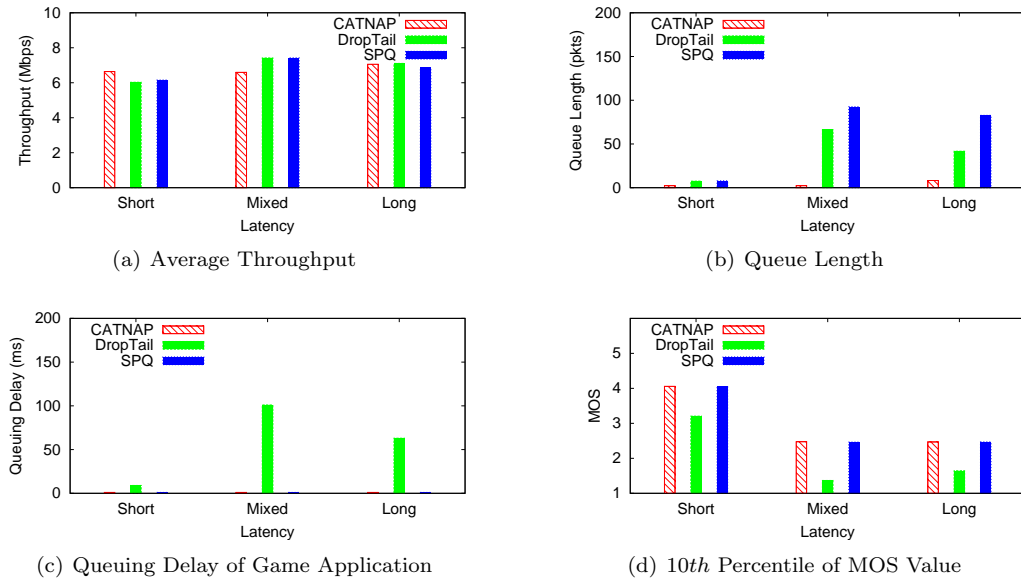 10
8
6
4
2
0
Throughput (Mbps)
CATNAP
DropTail
SPQ
Short
Mixed
Long
Latency
(a) Average Throughput
200
150
100
50
0
Queue Length (pkts)
CATNAP
DropTail
SPQ
Short
Mixed
Long
Latency
(b) Queue Length
200
150
100
50
0
Queuing Delay (ms)
CATNAP
DropTail
SPQ
Short
Mixed
Long
Latency
(c) Queuing Delay of Game Application
5
4
3
2
1
MOS
CATNAP
DropTail
SPQ
Short
Mixed
Long
Latency
(d) 10th Percentile of MOS Value